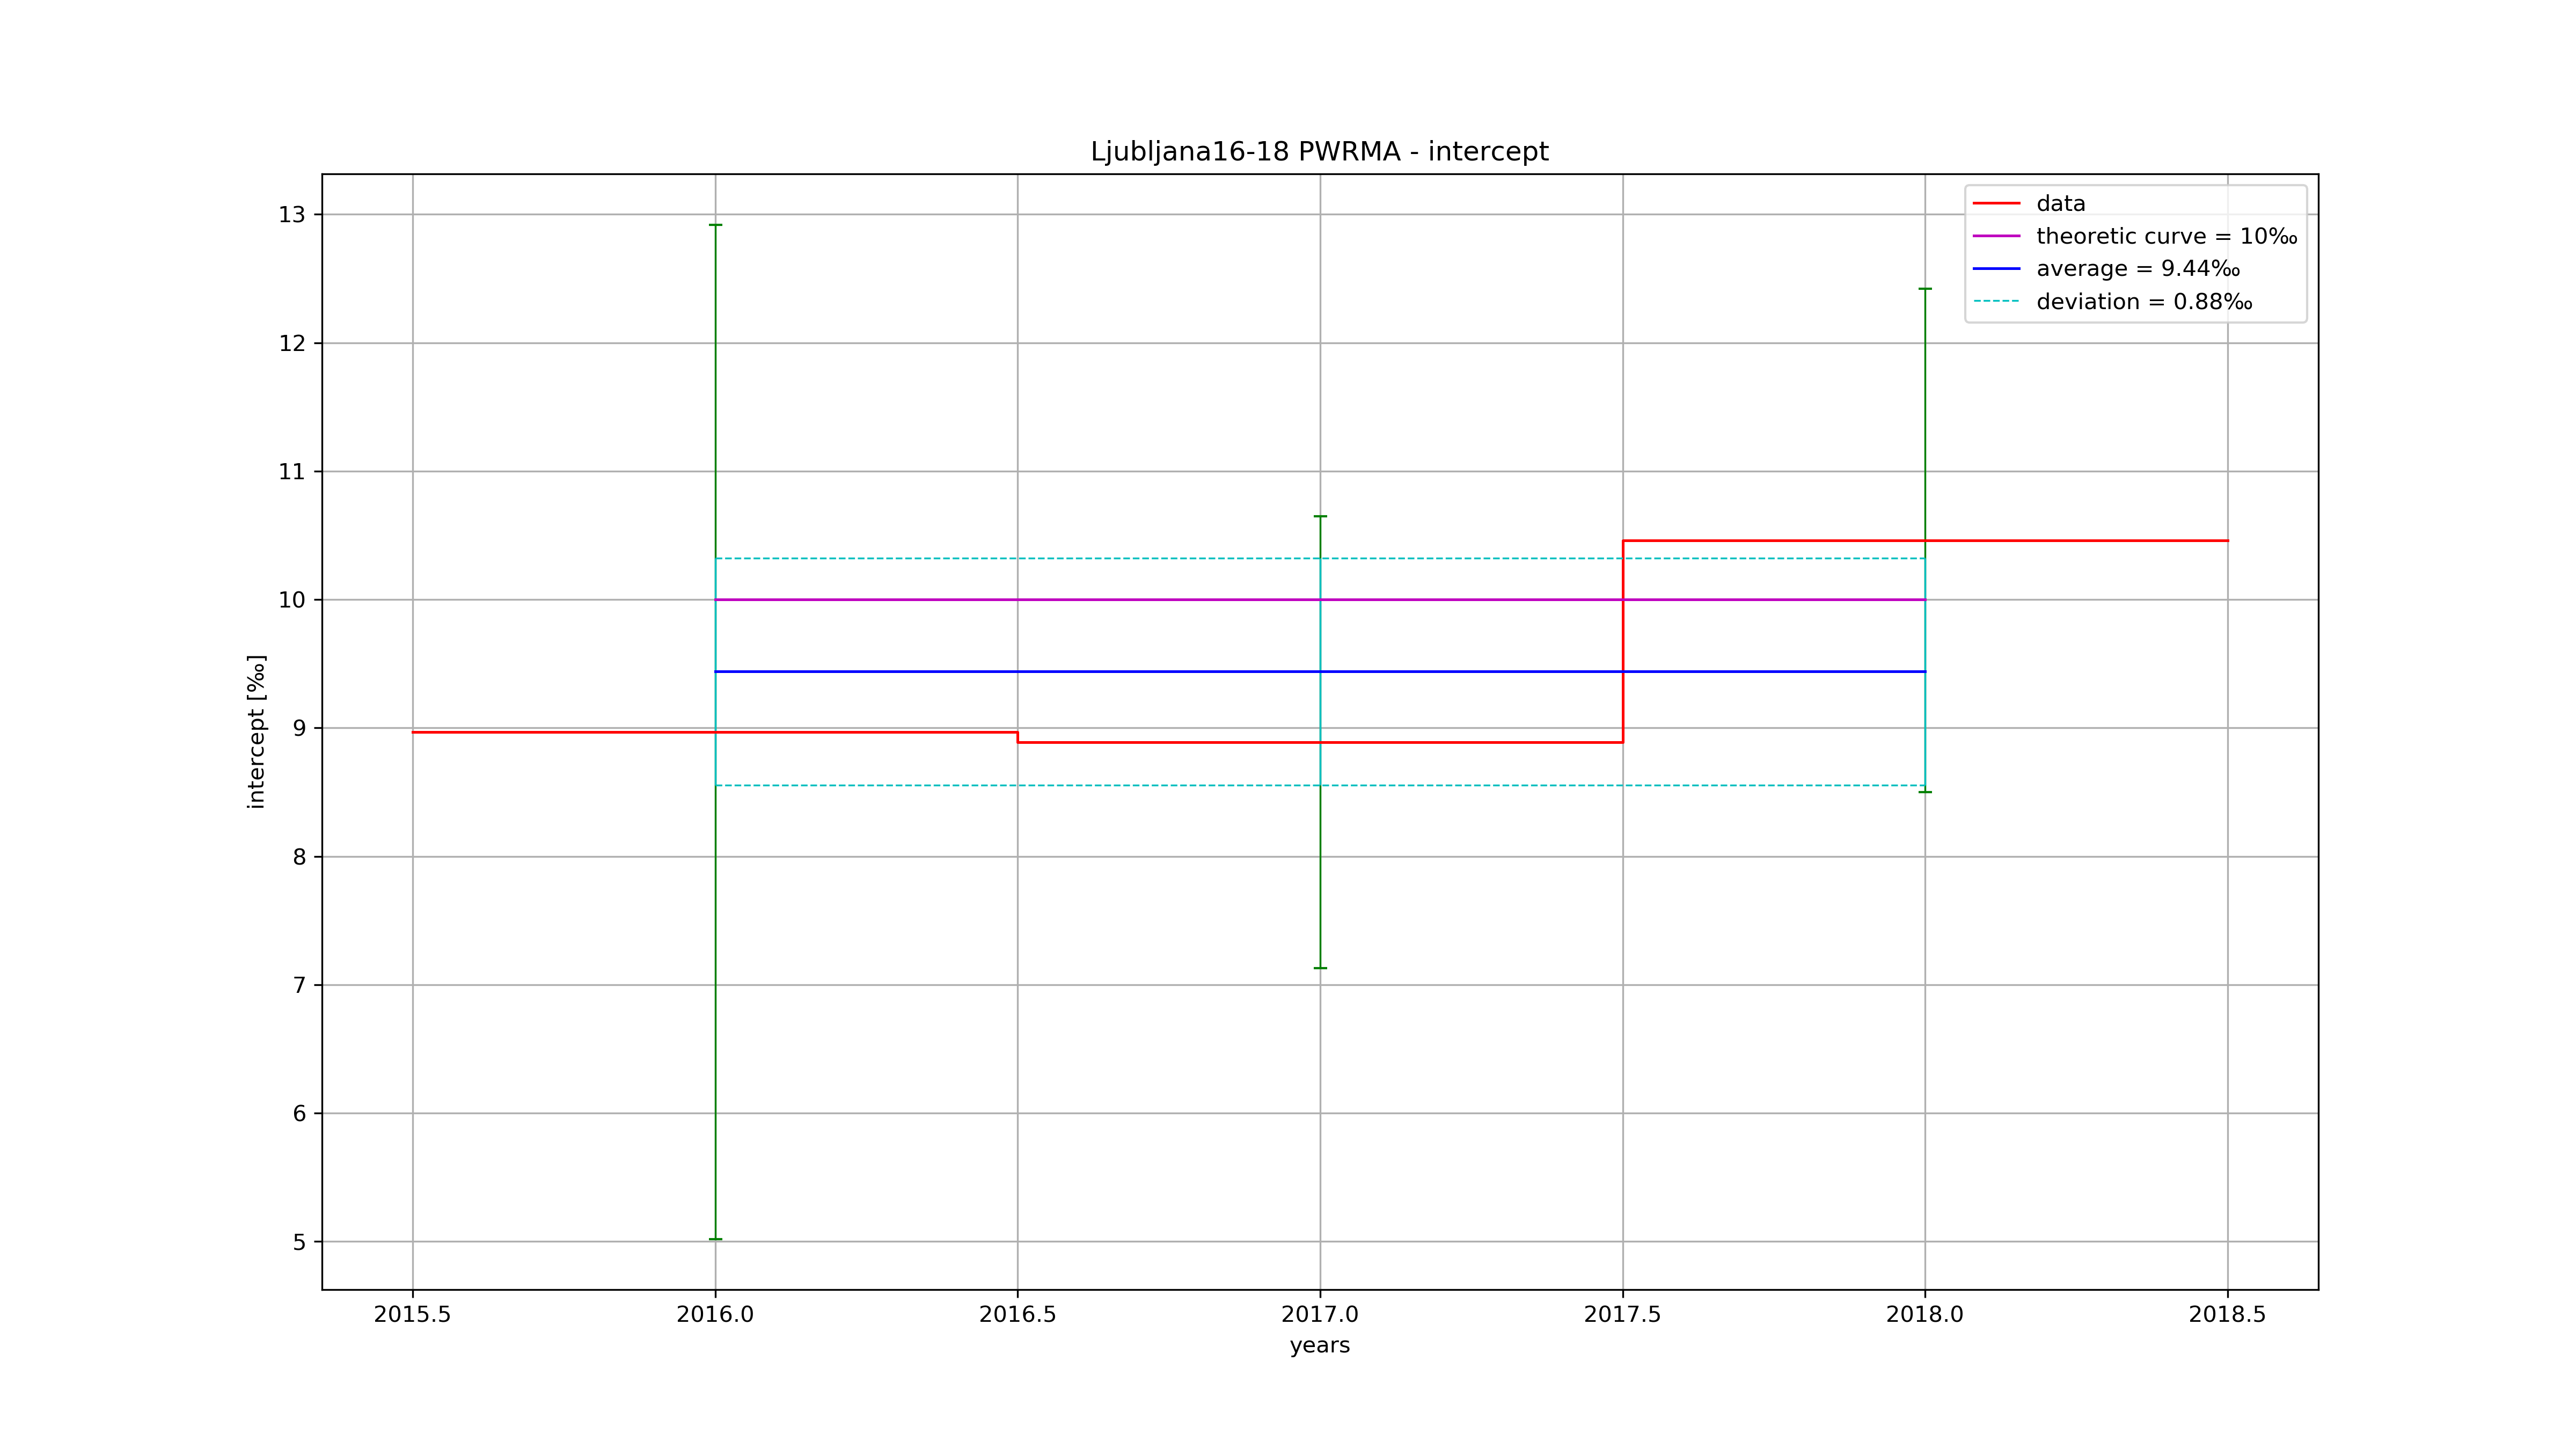 Ljubljana16-18 PWRMA - intercept
data
theoretic curve = 10‰
average = 9.44‰
deviation = 0.88‰
13
12
11
10
9
8
7
6
5
intercept [‰]
2015.5 2016.0 2016.5 2017.0 2017.5 2018.0 2018.5
years